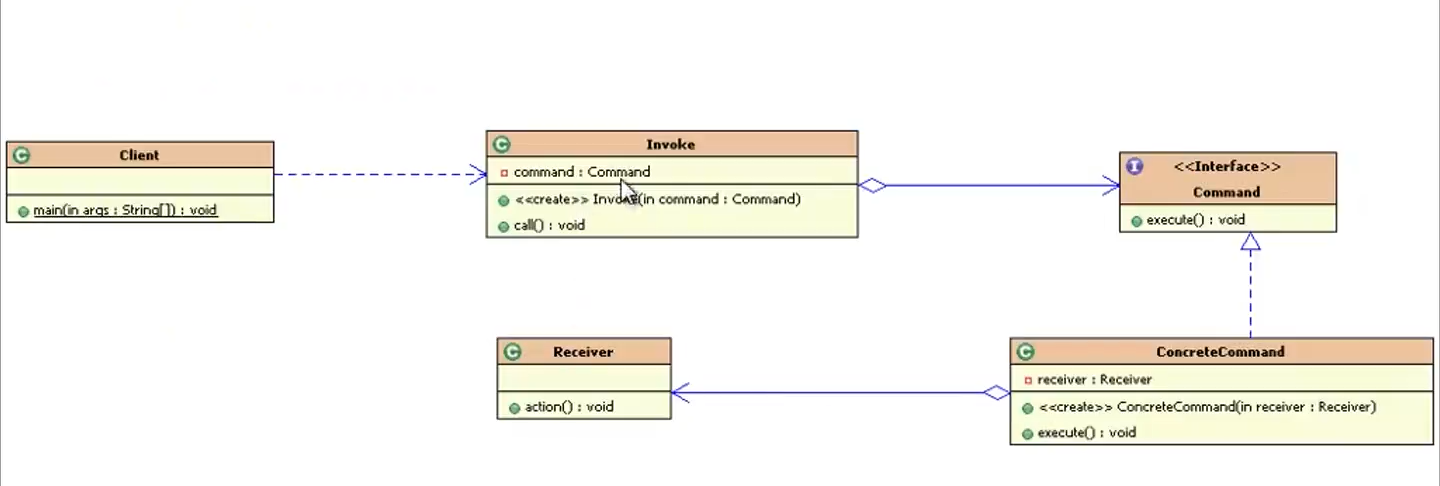 Client
main(in args : String[]) : void
Invoke
command : Command
<<create>> Invoke(in command : Command)
call() : void
<<Interface>>
Command
execute() : void
Receiver
action() : void
ConcreteCommand
receiver : Receiver
<<create>> ConcreteCommand(in receiver : Receiver)
execute() : void